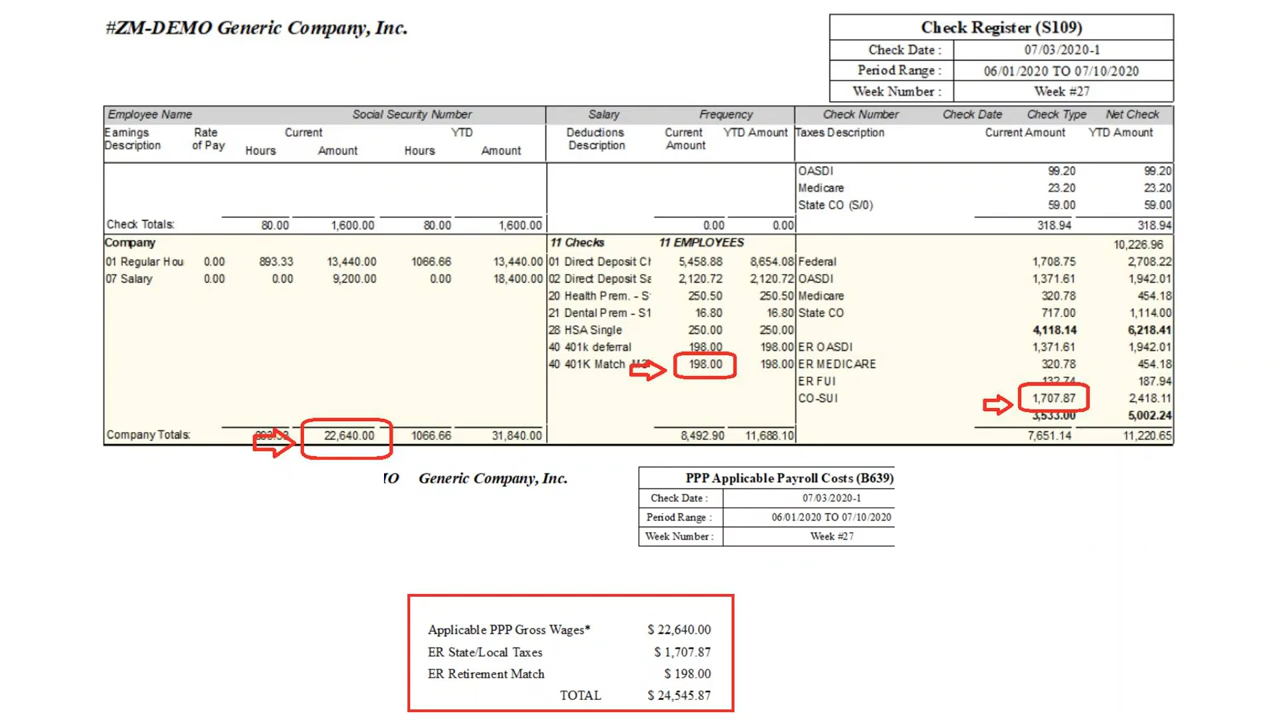 #ZM-DEMO Generic Company, Inc.
Check Register (S109)
Check Date : 07/03/2020-1
Period Range : 06/01/2020 TO 07/10/2020
Week Number : Week #27
Employee Name Social Security Number Salary Frequency Check Number Check Date Check Type Net Check
Earnings Rate Current YTD Deductions Current YTD Amount Taxes Description Current Amount YTD Amount
Description of Pay Hours Amount Hours Amount Description Amount
OASDI 99.20 99.20
Medicare 23.20 23.20
State CO (S/0) 59.00 59.00
Check Totals: 80.00 1,600.00 80.00 1,600.00 0.00 0.00 318.94 318.94
Company 11 Checks 11 EMPLOYEES 10,226.96
01 Regular Hou 0.00 893.33 13,440.00 1066.66 13,440.00 01 Direct Deposit Ch 5,458.88 8,654.08 Federal 1,708.75 2,708.22
07 Salary 0.00 0.00 9,200.00 0.00 18,400.00 02 Direct Deposit Sa 2,120.72 2,120.72 OASDI 1,371.61 1,942.01
20 Health Prem. - S 250.50 250.50 Medicare 320.78 454.18
21 Dental Prem - S1 16.80 16.80 State CO 717.00 1,114.00
28 HSA Single 250.00 250.00 4,118.14 6,218.41
40 401k deferral 198.00 198.00 ER OASDI 1,371.61 1,942.01
40 401K Match 198.00 198.00 ER MEDICARE 320.78 454.18
ER FUI 132.74 187.94
CO-SUI 1,707.87 2,418.11
3,533.00 5,002.24
Company Totals: 893.33 22,640.00 1066.66 31,840.00 8,492.90 11,688.10 7,651.14 11,220.65
MO Generic Company, Inc.
PPP Applicable Payroll Costs (B639)
Check Date : 07/03/2020-1
Period Range : 06/01/2020 TO 07/10/2020
Week Number : Week #27
Applicable PPP Gross Wages* $ 22,640.00
ER State/Local Taxes $ 1,707.87
ER Retirement Match $ 198.00
TOTAL $ 24,545.87